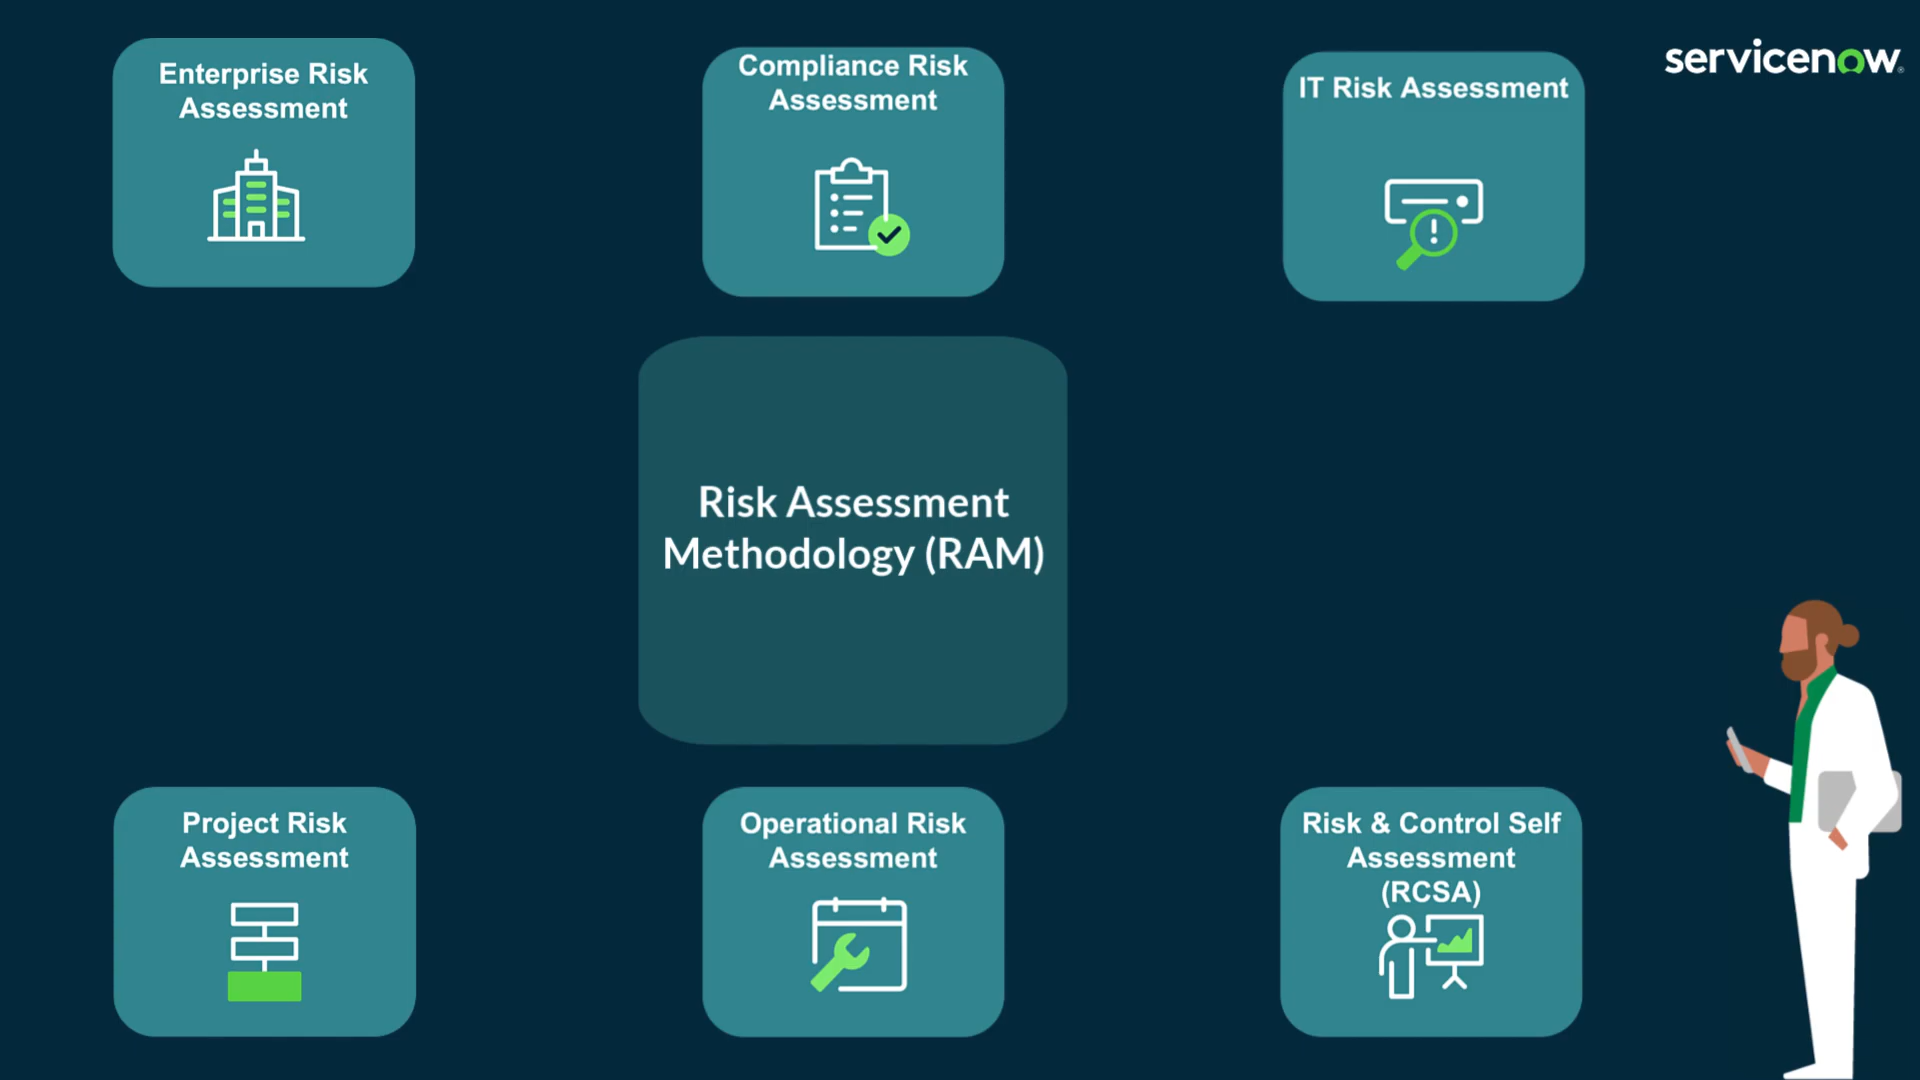 Enterprise Risk
Assessment
Compliance Risk
Assessment
IT Risk Assessment
servicenow
Risk Assessment
Methodology (RAM)
Project Risk
Assessment
Operational Risk
Assessment
Risk & Control Self
Assessment
(RCSA)